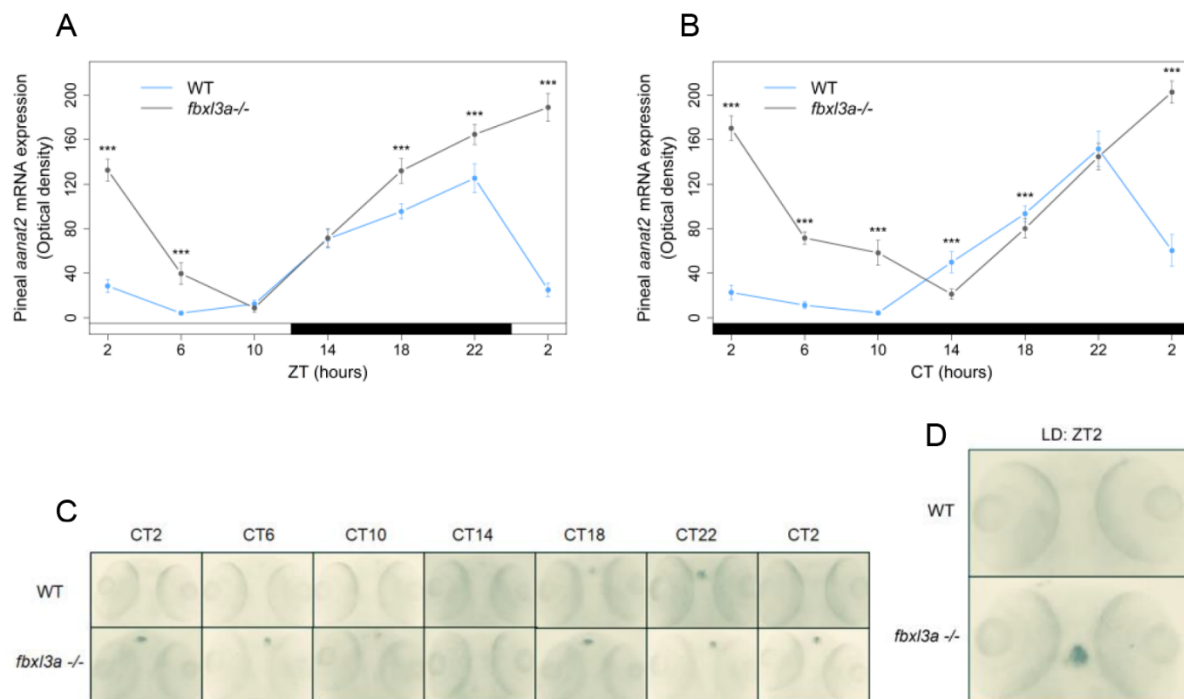 A
Pineal aanat2 mRNA expression
(Optical density)
WT
fbxl3a-/-
***
***
***
***
***
200
160
120
80
40
0
2
6
10
14
18
22
2
ZT (hours)
B
Pineal aanat2 mRNA expression
(Optical density)
WT
fbxl3a-/-
***
***
***
***
***
***
200
160
120
80
40
0
2
6
10
14
18
22
2
CT (hours)
C
CT2 CT6 CT10 CT14 CT18 CT22 CT2
WT
fbxl3a -/-
D
LD: ZT2
WT
fbxl3a -/-